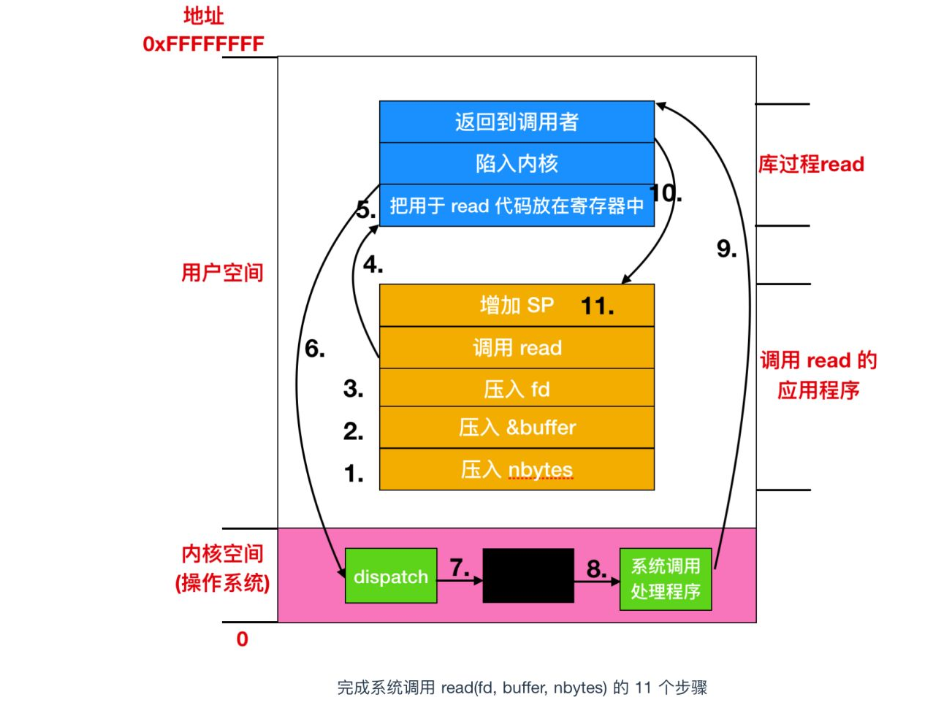 地址
0xFFFFFFFF
返回到调用者
陷入内核
库过程read
10.
5.
把用于 read 代码放在寄存器中
9.
4.
用户空间
增加 SP
11.
6.
调用 read
调用 read 的
应用程序
3.
压入 fd
2.
压入 &buffer
1.
压入 nbytes
内核空间
(操作系统)
dispatch
7.
8.
系统调用
处理程序
0
完成系统调用 read(fd, buffer, nbytes) 的 11 个步骤